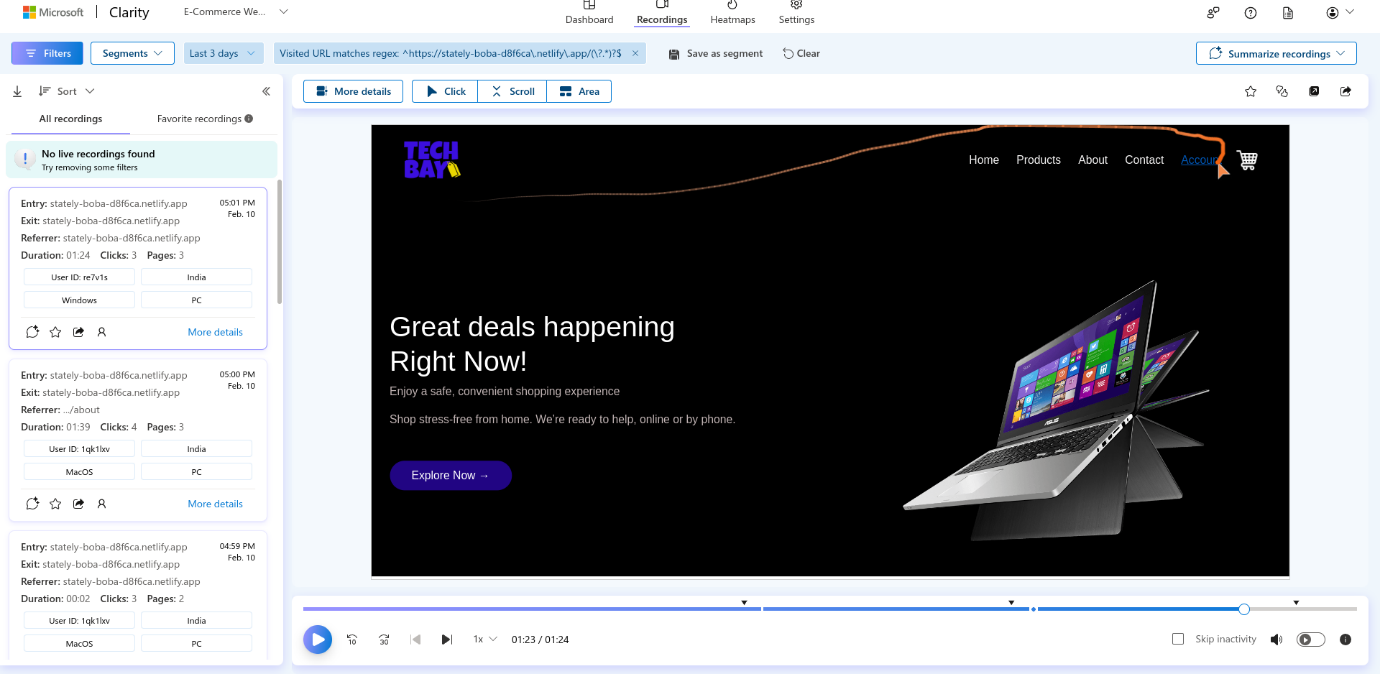 Microsoft | Clarity E-Commerce We...
Dashboard Recordings Heatmaps Settings
Filters Segments Last 3 days Visited URL matches regex: ^https://stately-boba-d8f6ca\.netlify\.app/(\?.*)?$ × Save as segment Clear Summarize recordings
Sort
All recordings Favorite recordings
No live recordings found
Try removing some filters
Entry: stately-boba-d8f6ca.netlify.app 05:01 PM
Feb. 10
Exit: stately-boba-d8f6ca.netlify.app
Referrer: stately-boba-d8f6ca.netlify.app
Duration: 01:24 Clicks: 3 Pages: 3
User ID: re7v1s India
Windows PC
More details
Entry: stately-boba-d8f6ca.netlify.app 05:00 PM
Feb. 10
Exit: stately-boba-d8f6ca.netlify.app
Referrer: .../about
Duration: 01:39 Clicks: 4 Pages: 3
User ID: 1qk1lxv India
MacOS PC
More details
Entry: stately-boba-d8f6ca.netlify.app 04:59 PM
Feb. 10
Exit: stately-boba-d8f6ca.netlify.app
Referrer: stately-boba-d8f6ca.netlify.app
Duration: 00:02 Clicks: 3 Pages: 2
User ID: 1qk1lxv India
MacOS PC
More details Click Scroll Area
TECH
BAY
Home Products About Contact Account
Great deals happening
Right Now!
Enjoy a safe, convenient shopping experience
Shop stress-free from home. We're ready to help, online or by phone.
Explore Now →
ASUS
10 30 1x 01:23 / 01:24 Skip inactivity